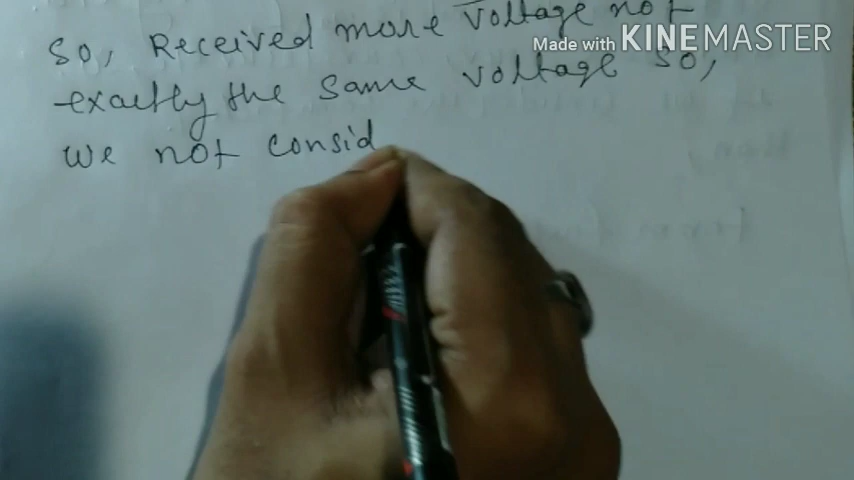 So, Received more voltage not
Made with KINEMASTER
exactly the same voltage so,
we not consid